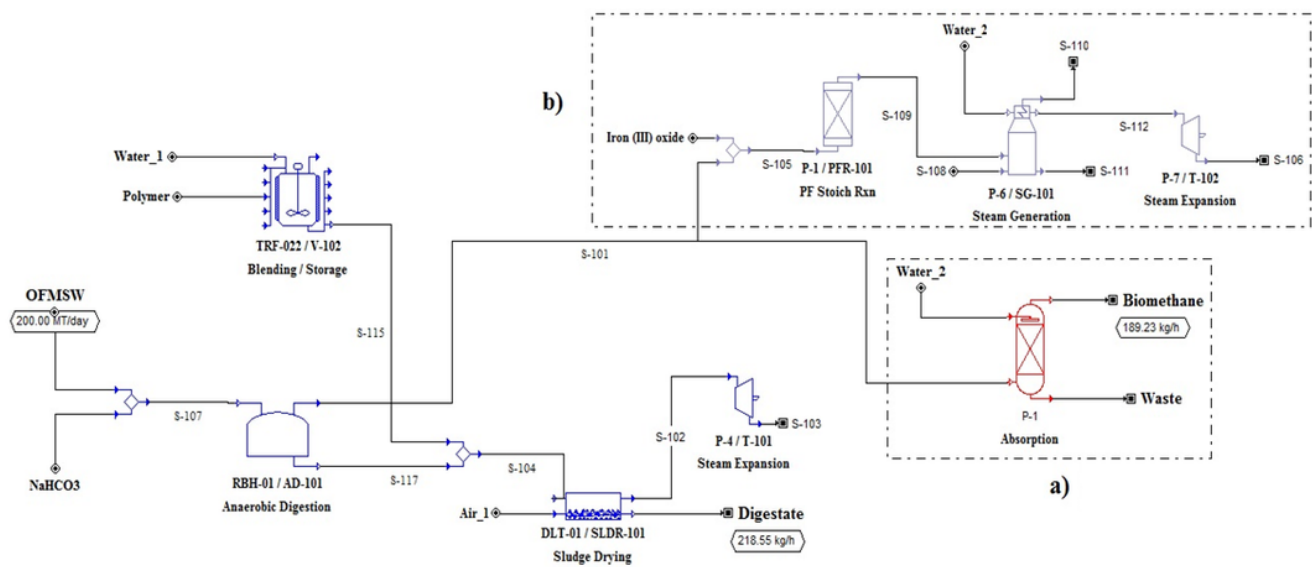 b)
Water_2
S-110
S-109
S-112
Iron (III) oxide
S-105
P-1 / PFR-101
PF Stoich Rxn
S-108
S-111
P-6 / SG-101
Steam Generation
S-106
P-7 / T-102
Steam Expansion
Water_1
Polymer
TRF-022 / V-102
Blending / Storage
S-101
OFMSW
200.00 MT/day
S-115
Water_2
Biomethane
189.23 kg/h
Waste
P-1
Absorption
a)
S-107
NaHCO3
RBH-01 / AD-101
Anaerobic Digestion
S-117
S-104
S-102
S-103
P-4 / T-101
Steam Expansion
Air_1
DLT-01 / SLDR-101
Sludge Drying
Digestate
218.55 kg/h